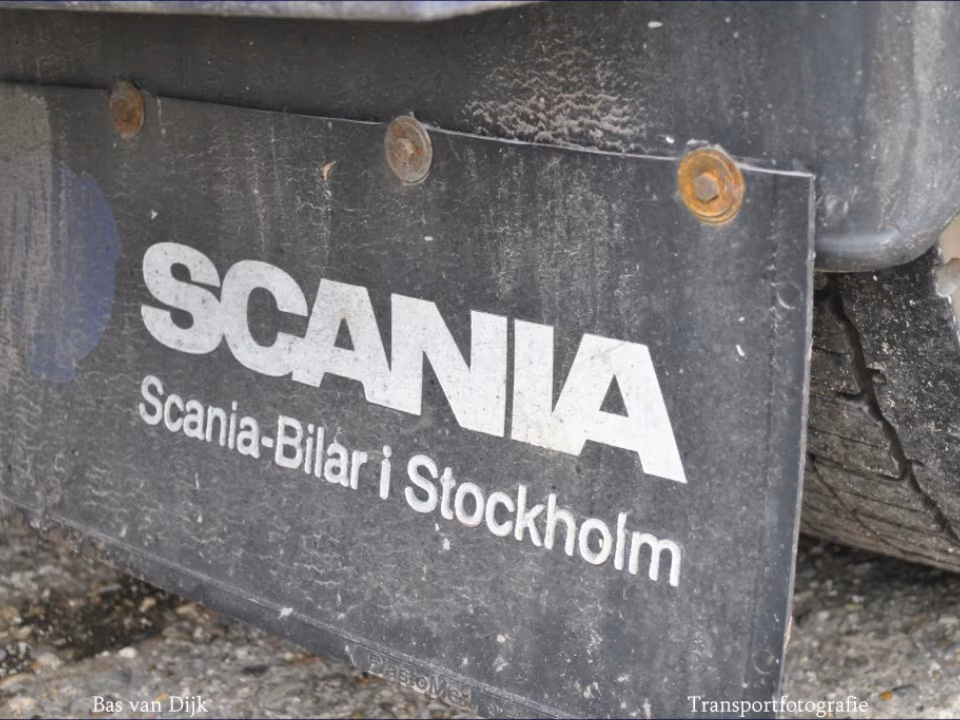 SCANIA
Scania-Bilar i Stockholm
Bas van Dijk
Transportfotografie